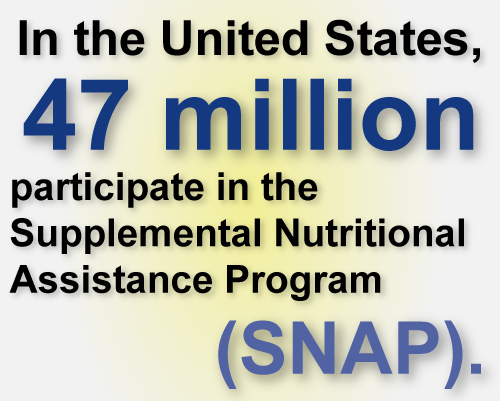 In the United States,
47 million
participate in the
Supplemental Nutritional
Assistance Program
(SNAP).